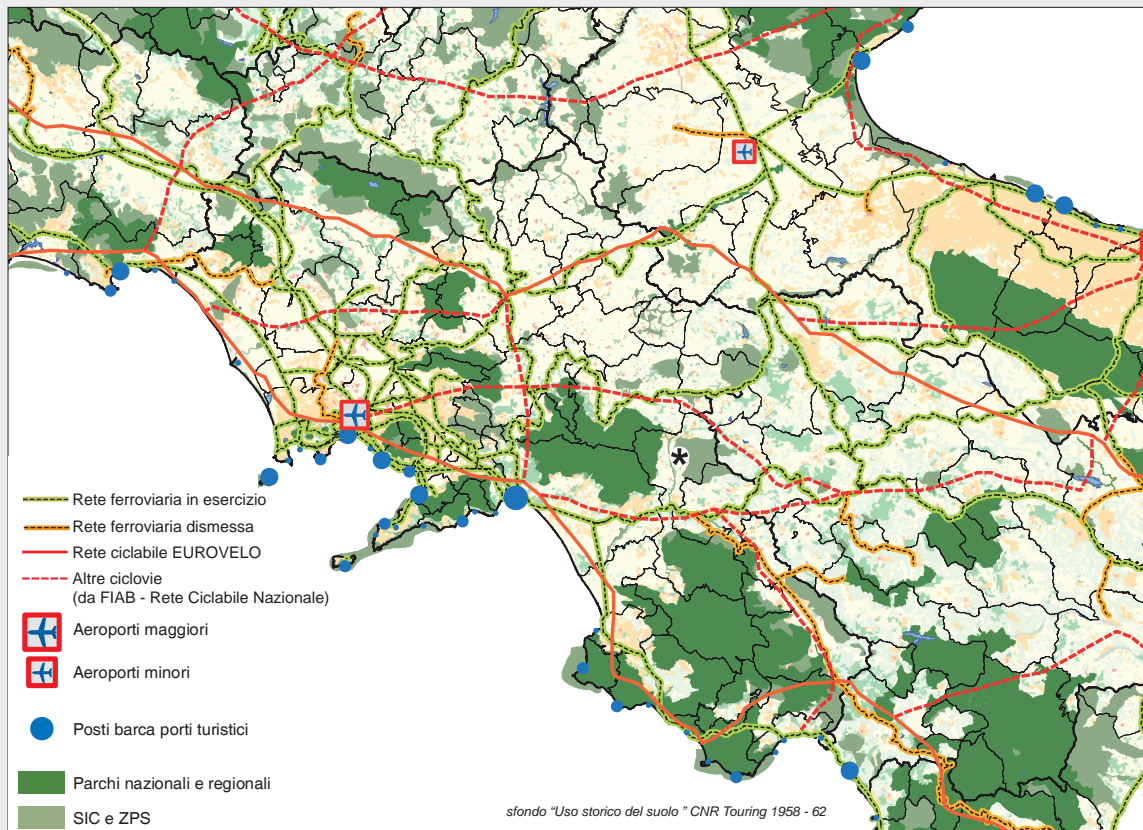 Rete ferroviaria in esercizio
Rete ferroviaria dismessa
Rete ciclabile EUROVELO
Altre ciclovie
(da FIAB - Rete Ciclabile Nazionale)
Aeroporti maggiori
Aeroporti minori
Posti barca porti turistici
Parchi nazionali e regionali
SIC e ZPS
sfondo “Uso storico del suolo ” CNR Touring 1958 - 62
*